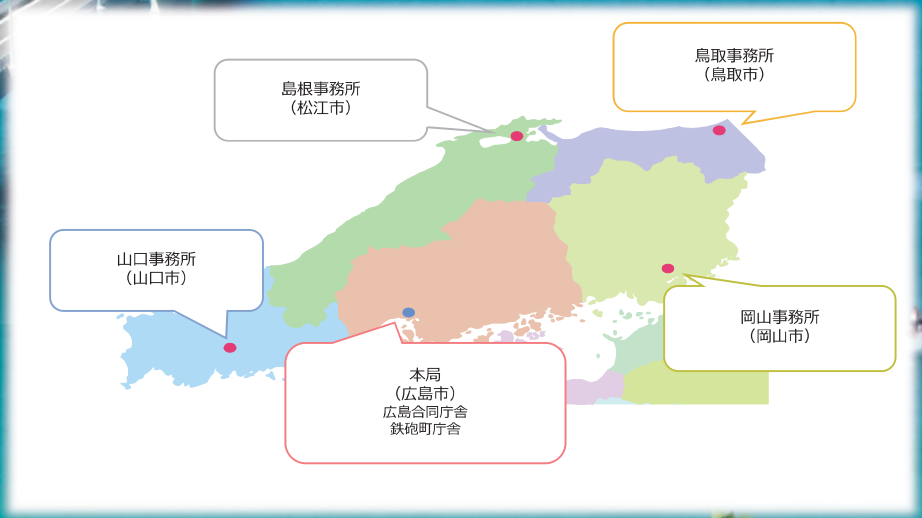 鳥取事務所
（鳥取市）
島根事務所
（松江市）
山口事務所
（山口市）
岡山事務所
（岡山市）
本局
（広島市）
広島合同庁舎
鉄砲町庁舎